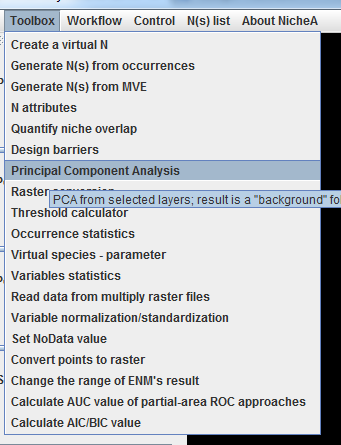 Toolbox Workflow Control N(s) list About NicheA
Create a virtual N
Generate N(s) from occurrences
Generate N(s) from MVE
N attributes
Quantify niche overlap
Design barriers
Principal Component Analysis
Raster conversion
PCA from selected layers; result is a "background" fo
Threshold calculator
Occurrence statistics
Virtual species - parameter
Variables statistics
Read data from multiply raster files
Variable normalization/standardization
Set NoData value
Convert points to raster
Change the range of ENM's result
Calculate AUC value of partial-area ROC approaches
Calculate AIC/BIC value